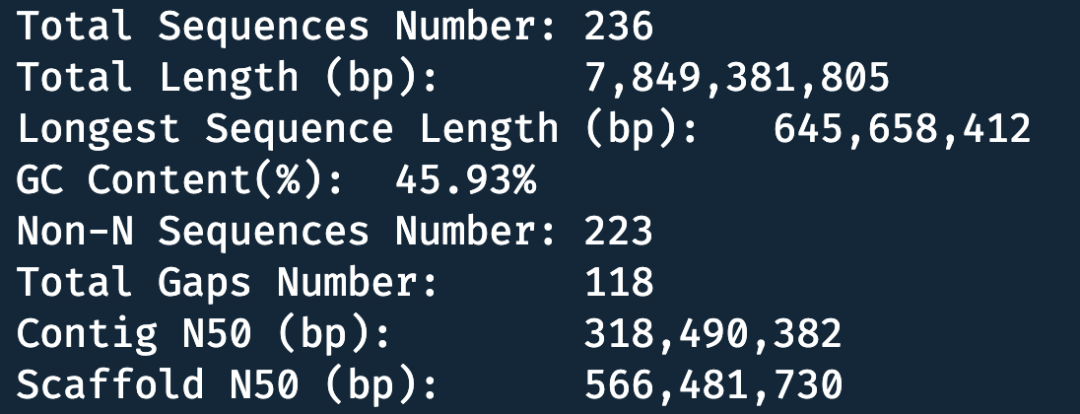 Total Sequences Number: 236
Total Length (bp): 7,849,381,805
Longest Sequence Length (bp): 645,658,412
GC Content(%): 45.93%
Non-N Sequences Number: 223
Total Gaps Number: 118
Contig N50 (bp): 318,490,382
Scaffold N50 (bp): 566,481,730